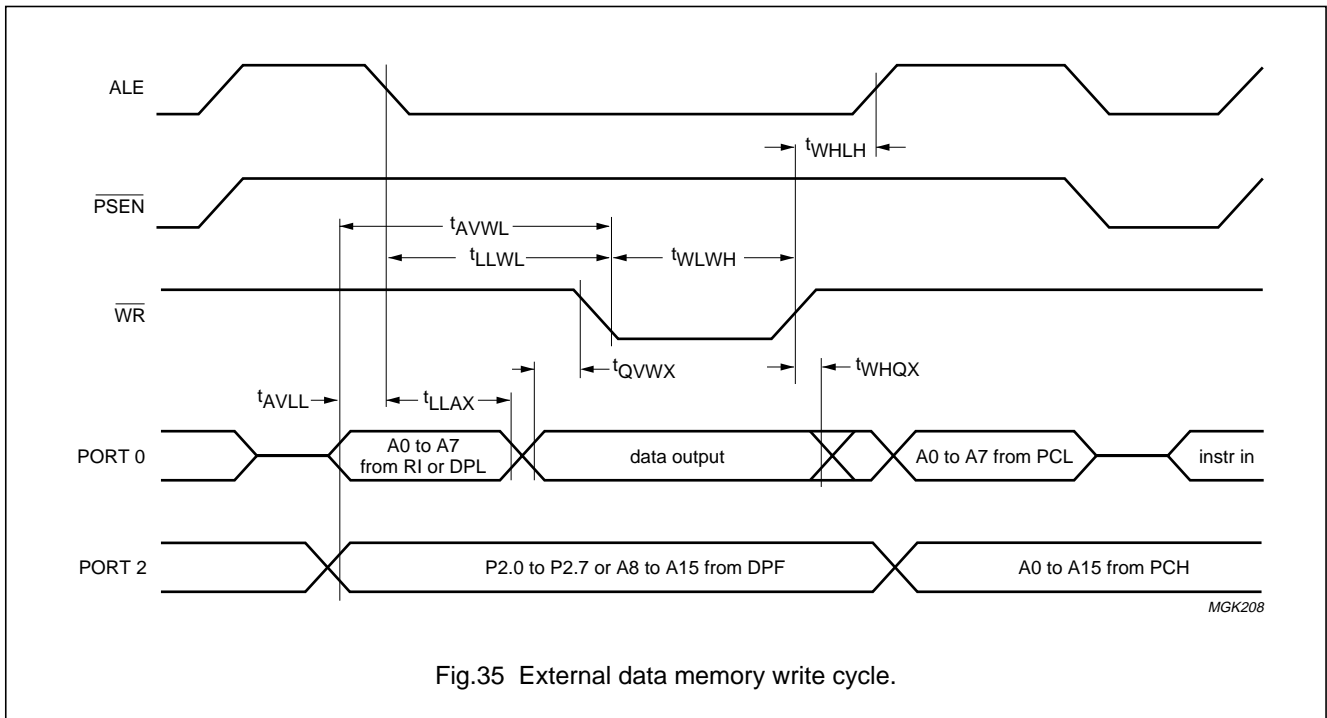 ALE
tWHLH
PSEN
tAVWL
tLLWL
tWLWH
WR
tQVWX
tWHQX
tAVLL
tLLAX
PORT 0
A0 to A7
from RI or DPL
data output
A0 to A7 from PCL
instr in
PORT 2
P2.0 to P2.7 or A8 to A15 from DPF
A0 to A15 from PCH
MGK208
Fig.35 External data memory write cycle.